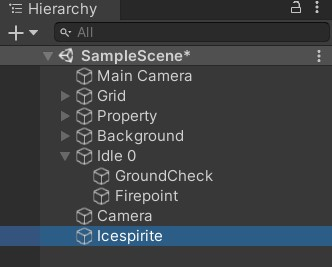 Hierarchy
All
SampleScene*
Main Camera
Grid
Property
Background
Idle 0
GroundCheck
Firepoint
Camera
Icespirite